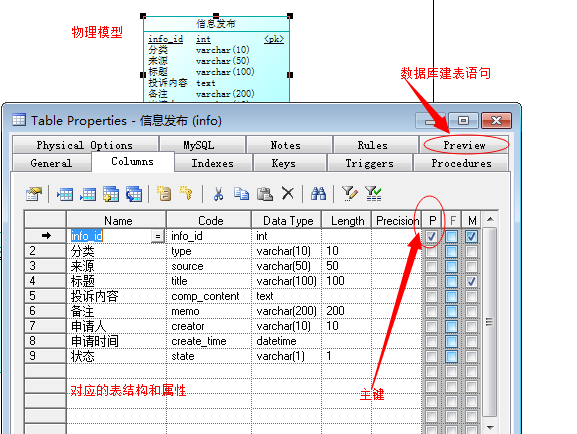 物理模型
信息发布
info_id int <pk>
分类 varchar(10)
来源 varchar(50)
标题 varchar(100)
投诉内容 text
备注 varchar(200)
数据库建表语句
Table Properties - 信息发布 (info)
Physical Options MySQL Notes Rules Preview
General Columns Indexes Keys Triggers Procedures
Name Code Data Type Length Precision P F M
info_id = info_id int
2 分类 type varchar(10) 10
3 来源 source varchar(50) 50
4 标题 title varchar(100) 100
5 投诉内容 comp_content text
6 备注 memo varchar(200) 200
7 申请人 creator varchar(10) 10
8 申请时间 create_time datetime
9 状态 state varchar(1) 1
对应的表结构和属性
主键